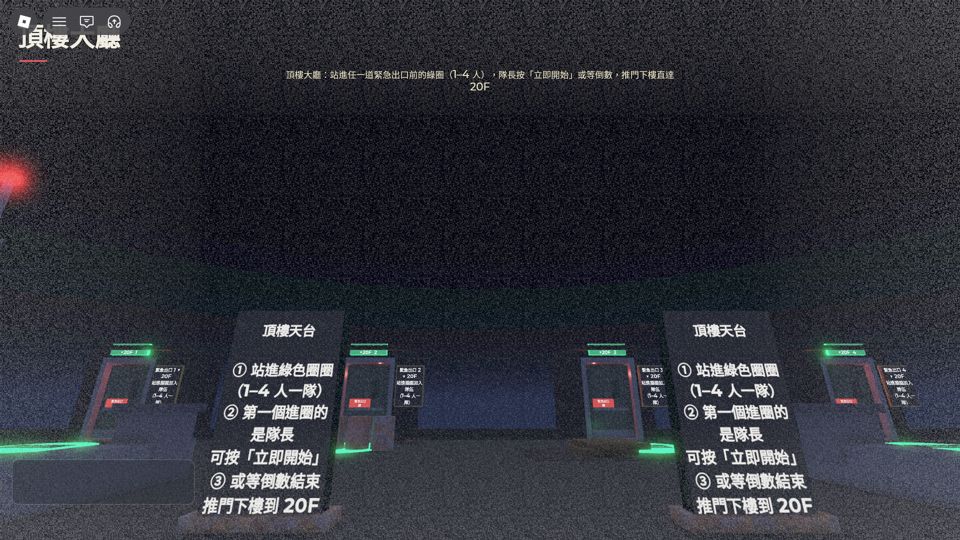 頂樓大廳
頂樓大廳：站進任一道緊急出口前的綠圈（1–4 人），隊長按「立即開始」或等倒數，推門下樓直達
20F
頂樓天台
① 站進綠色圈圈
（1–4 人一隊）
② 第一個進圈的
是隊長
可按「立即開始」
③ 或等倒數結束
推門下樓到 20F
頂樓天台
① 站進綠色圈圈
（1–4 人一隊）
② 第一個進圈的
是隊長
可按「立即開始」
③ 或等倒數結束
推門下樓到 20F
緊急出口 2
20F